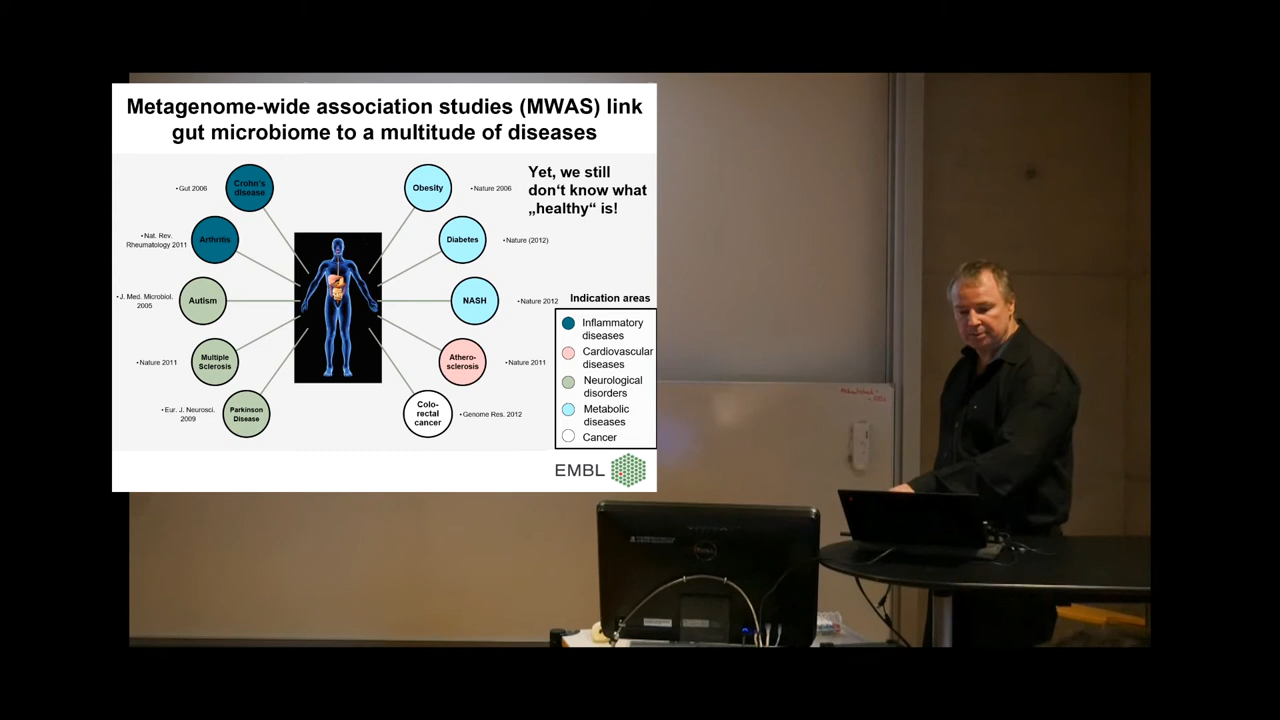 Metagenome-wide association studies (MWAS) link
gut microbiome to a multitude of diseases
Yet, we still
don't know what
„healthy“ is!
• Gut 2006
Crohn's
disease
Obesity
• Nature 2006
• Nat. Rev.
Rheumatology 2011
Arthritis
Diabetes
• Nature (2012)
• J. Med. Microbiol.
2005
Autism
NASH
• Nature 2012
• Nature 2011
Multiple
Sclerosis
Athero-
sclerosis
• Nature 2011
• Eur. J. Neurosci.
2009
Parkinson
Disease
Colo-
rectal
cancer
• Genome Res. 2012
Indication areas
Inflammatory
diseases
Cardiovascular
diseases
Neurological
disorders
Metabolic
diseases
Cancer
EMBL
DELL